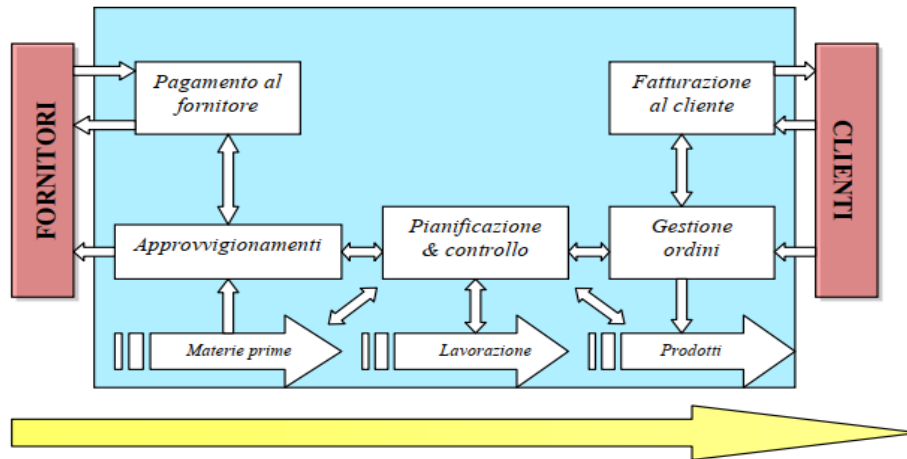 FORNITORI
Pagamento al
fornitore
Fatturazione
al cliente
CLIENTI
Approvvigionamenti
Pianificazione
& controllo
Gestione
ordini
Materie prime
Lavorazione
Prodotti